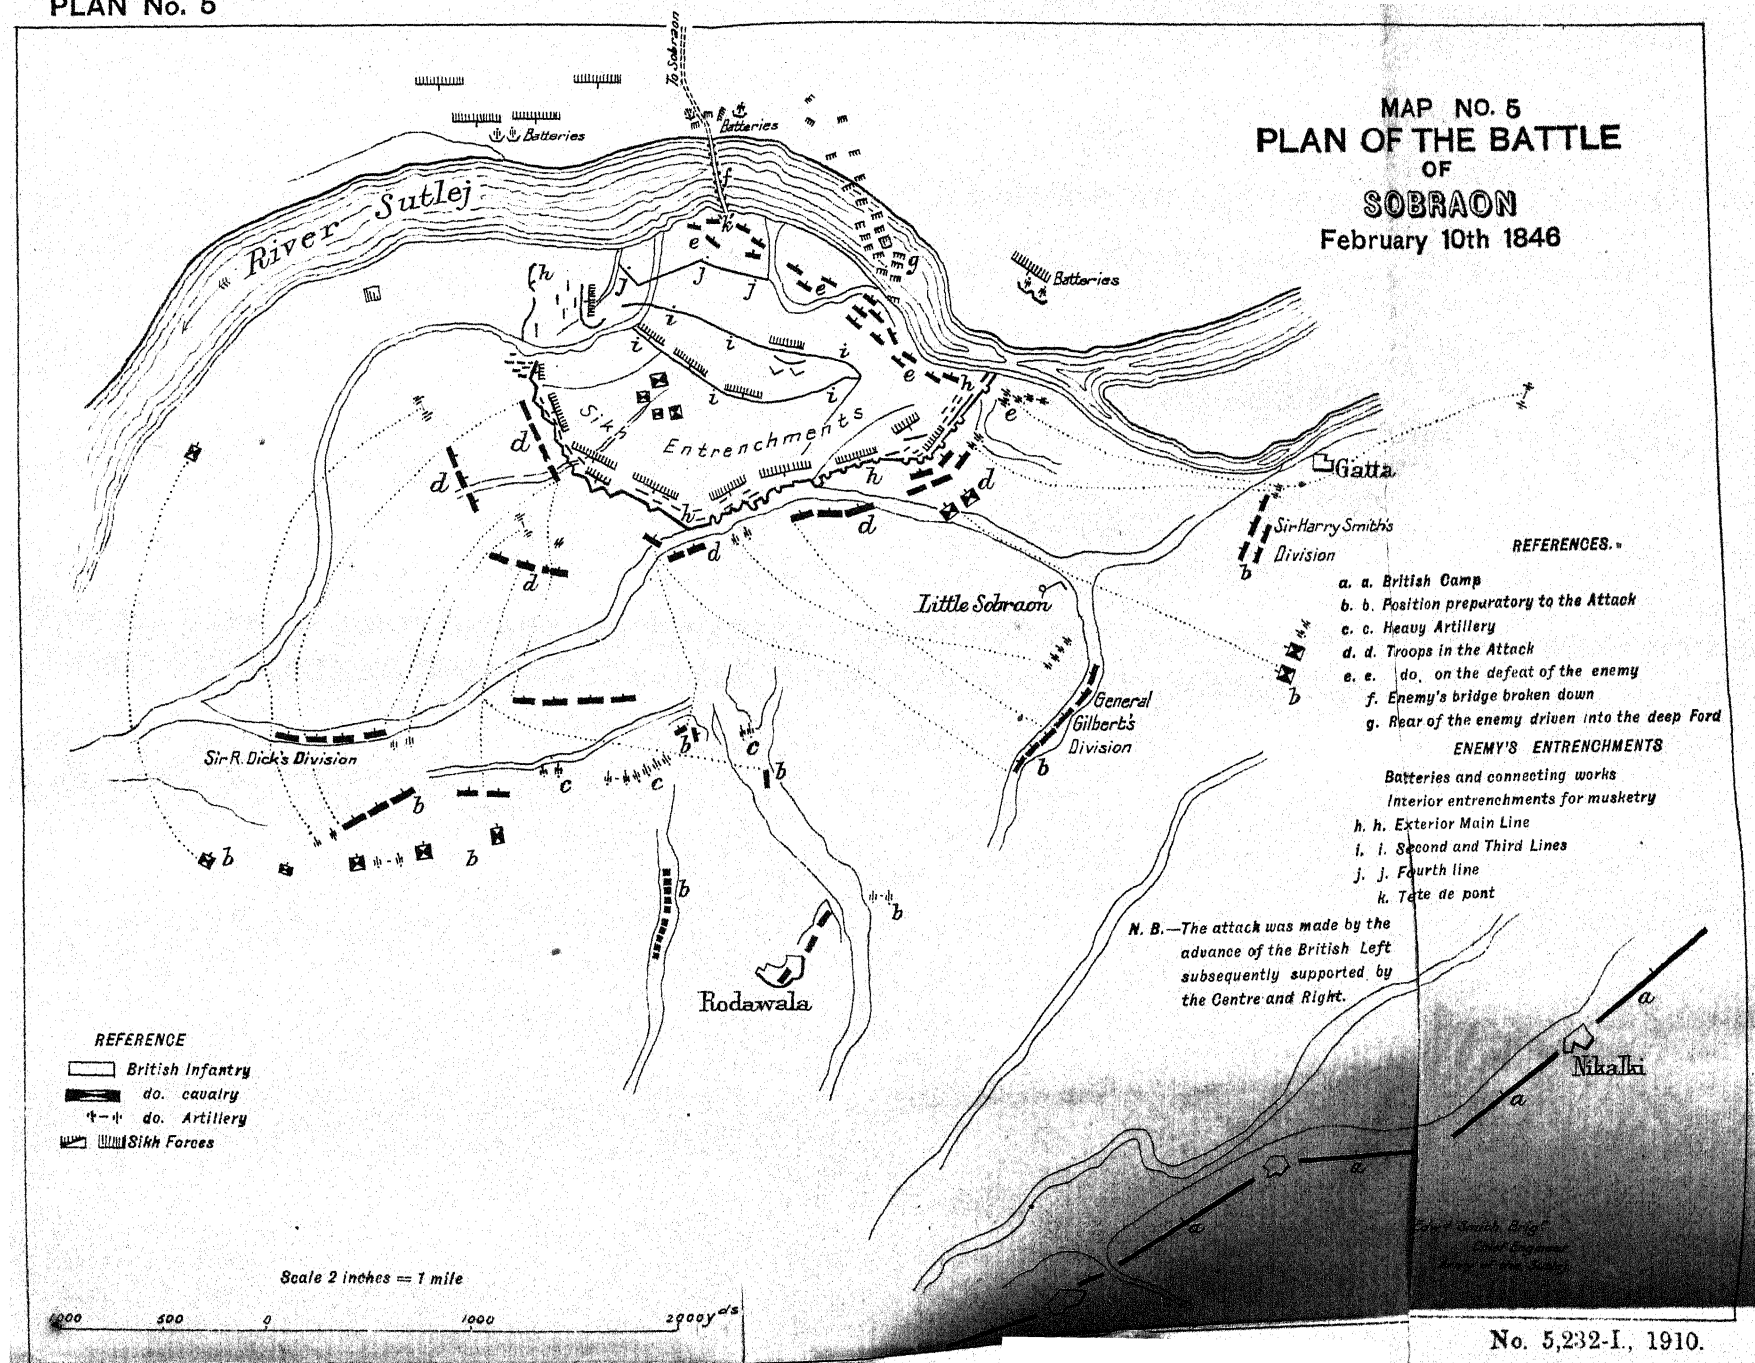 PLAN No. 5
MAP NO. 5
PLAN OF THE BATTLE
OF
SOBRAON
February 10th 1846
To Sobraon
Batteries
Batteries
Batteries
River Sutlej
f
k
e
g
(h
j
j
j
e
i
i
i
i
i
i
i
e
h
e
Sikh
Entrenchments
d
d
h
d
h
d
d
d
Gatta
Sir Harry Smith's
Division
b
Little Sobraon
b
General
Gilbert's
Division
b
Sir R. Dick's Division
b
c
b
c
c
b
b
b
b
b
Rodawala
REFERENCES.
a. a. British Camp
b. b. Position preparatory to the Attack
c. c. Heavy Artillery
d. d. Troops in the Attack
e. e. do. on the defeat of the enemy
f. Enemy's bridge broken down
g. Rear of the enemy driven into the deep Ford
ENEMY'S ENTRENCHMENTS
Batteries and connecting works
Interior entrenchments for musketry
h. h. Exterior Main Line
i. i. Second and Third Lines
j. j. Fourth line
k. Tete de pont
N. B.—The attack was made by the
advance of the British Left
subsequently supported by
the Centre and Right.
a
Nikalki
a
a
a
REFERENCE
British Infantry
do. cavalry
do. Artillery
Sikh Forces
Smith, Brigr
Chief Engineer
Scale 2 inches = 1 mile
1000 500 0 1000 2000 yds
No. 5,232-I., 1910.